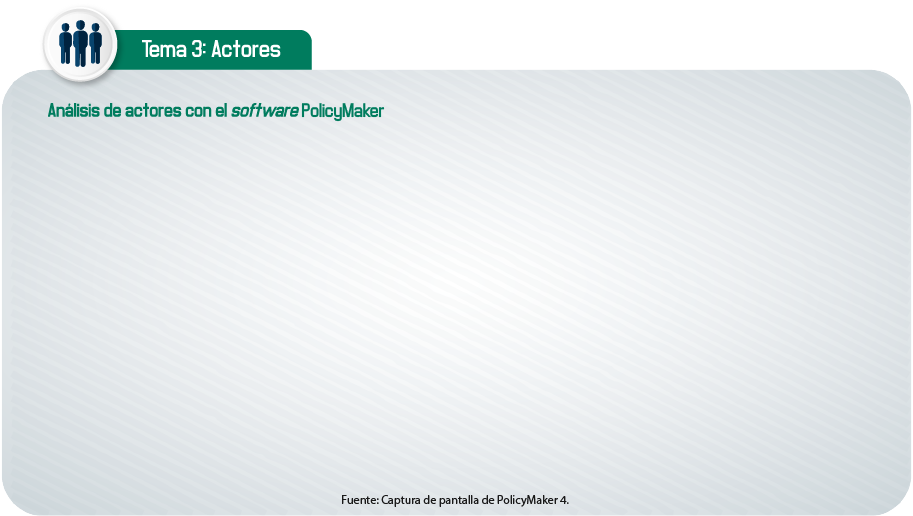 Tema 3: Actores
Análisis de actores con el software PolicyMaker
Fuente: Captura de pantalla de PolicyMaker 4.